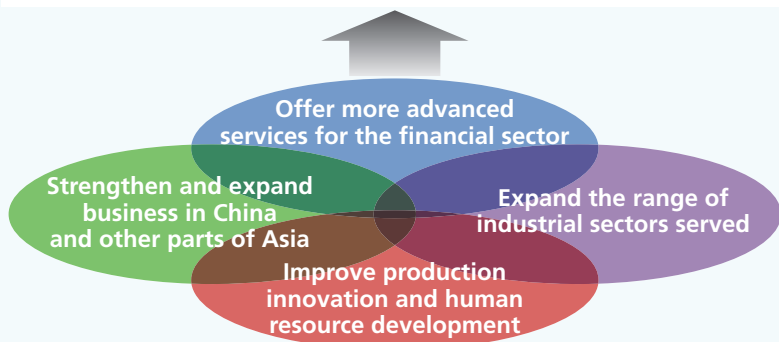 Offer more advanced
services for the financial sector
Strengthen and expand
business in China
and other parts of Asia
Expand the range of
industrial sectors served
Improve production
innovation and human
resource development